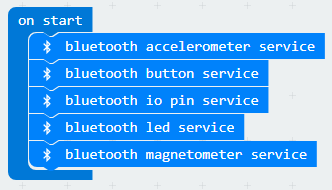 on start
bluetooth accelerometer service
bluetooth button service
bluetooth io pin service
bluetooth led service
bluetooth magnetometer service